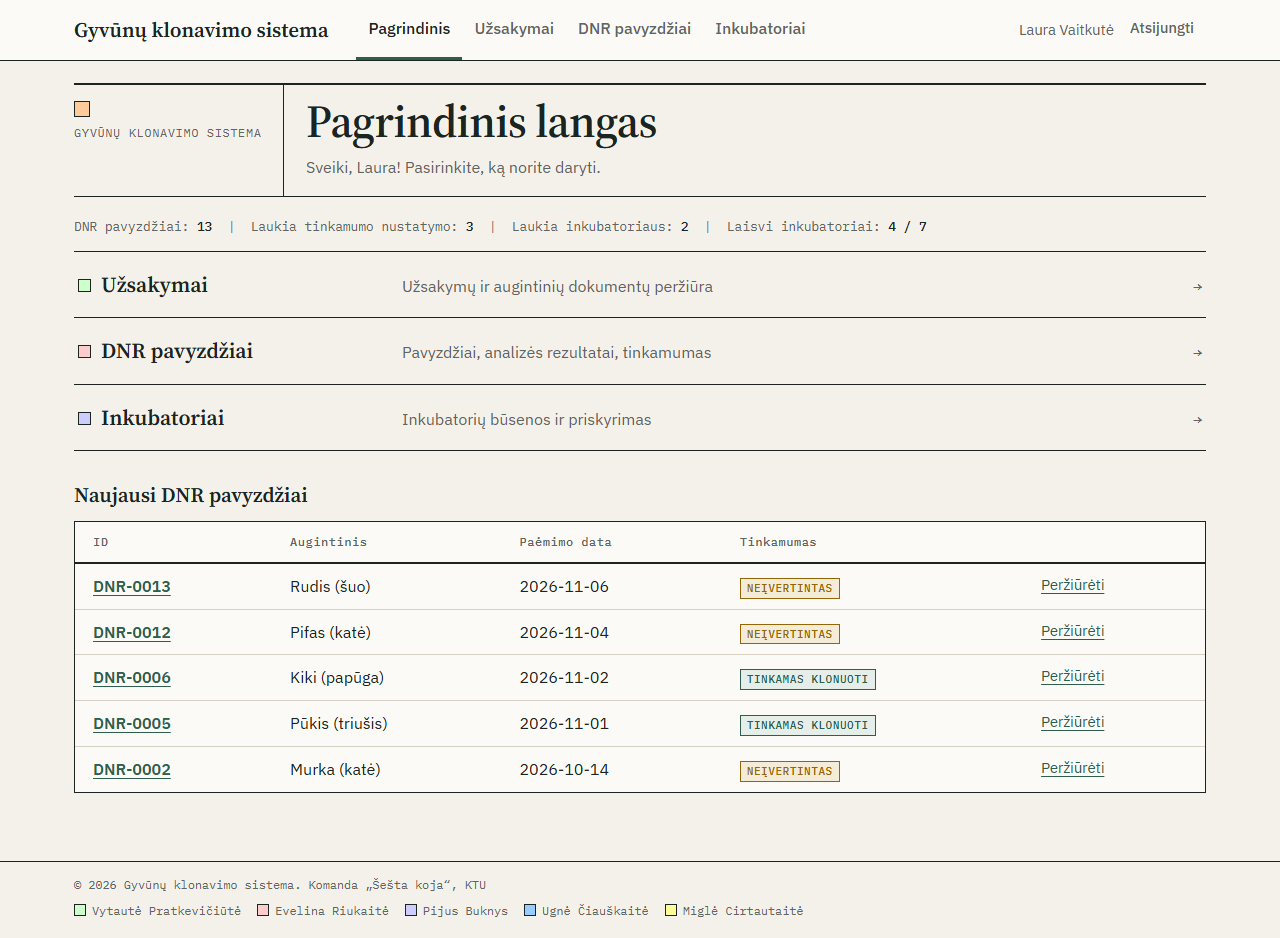 Gyvūnų klonavimo sistema Pagrindinis Užsakymai DNR pavyzdžiai Inkubatoriai Laura Vaitkutė Atsijungti
GYVŪNŲ KLONAVIMO SISTEMA
Pagrindinis langas
Sveiki, Laura! Pasirinkite, ką norite daryti.
DNR pavyzdžiai: 13 | Laukia tinkamumo nustatymo: 3 | Laukia inkubatoriaus: 2 | Laisvi inkubatoriai: 4 / 7
Užsakymai Užsakymų ir augintinių dokumentų peržiūra →
DNR pavyzdžiai Pavyzdžiai, analizės rezultatai, tinkamumas →
Inkubatoriai Inkubatorių būsenos ir priskyrimas →
Naujausi DNR pavyzdžiai
ID Augintinis Paėmimo data Tinkamumas
DNR-0013 Rudis (šuo) 2026-11-06 NEĮVERTINTAS Peržiūrėti
DNR-0012 Pifas (katė) 2026-11-04 NEĮVERTINTAS Peržiūrėti
DNR-0006 Kiki (papūga) 2026-11-02 TINKAMAS KLONUOTI Peržiūrėti
DNR-0005 Pūkis (triušis) 2026-11-01 TINKAMAS KLONUOTI Peržiūrėti
DNR-0002 Murka (katė) 2026-10-14 NEĮVERTINTAS Peržiūrėti
© 2026 Gyvūnų klonavimo sistema. Komanda „Šešta koja“, KTU
Vytautė Pratkevičiūtė Evelina Riukaitė Pijus Buknys Ugnė Čiauškaitė Miglė Cirtautaitė